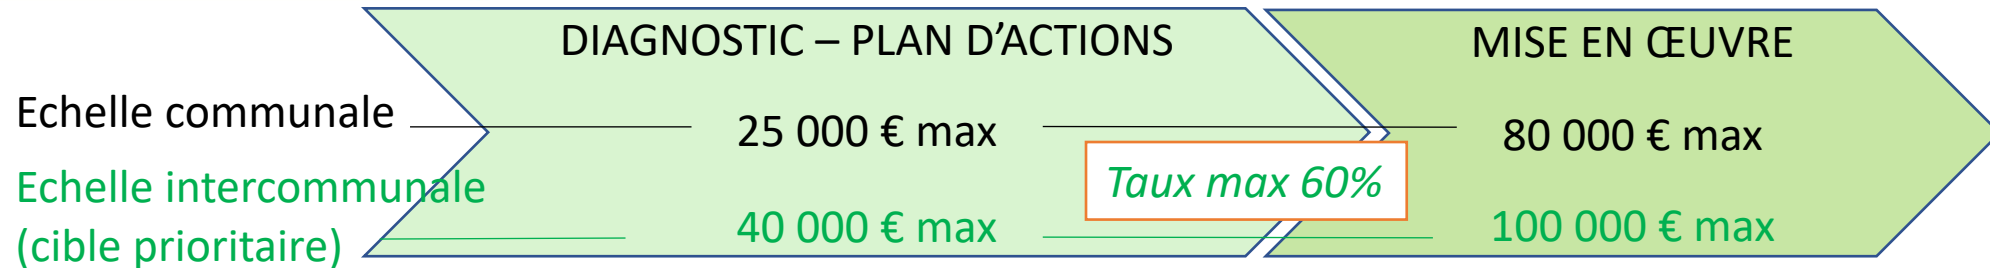 DIAGNOSTIC – PLAN D’ACTIONS MISE EN ŒUVRE
Echelle communale 25 000 € max 80 000 € max
Echelle intercommunale Taux max 60%
(cible prioritaire) 40 000 € max 100 000 € max